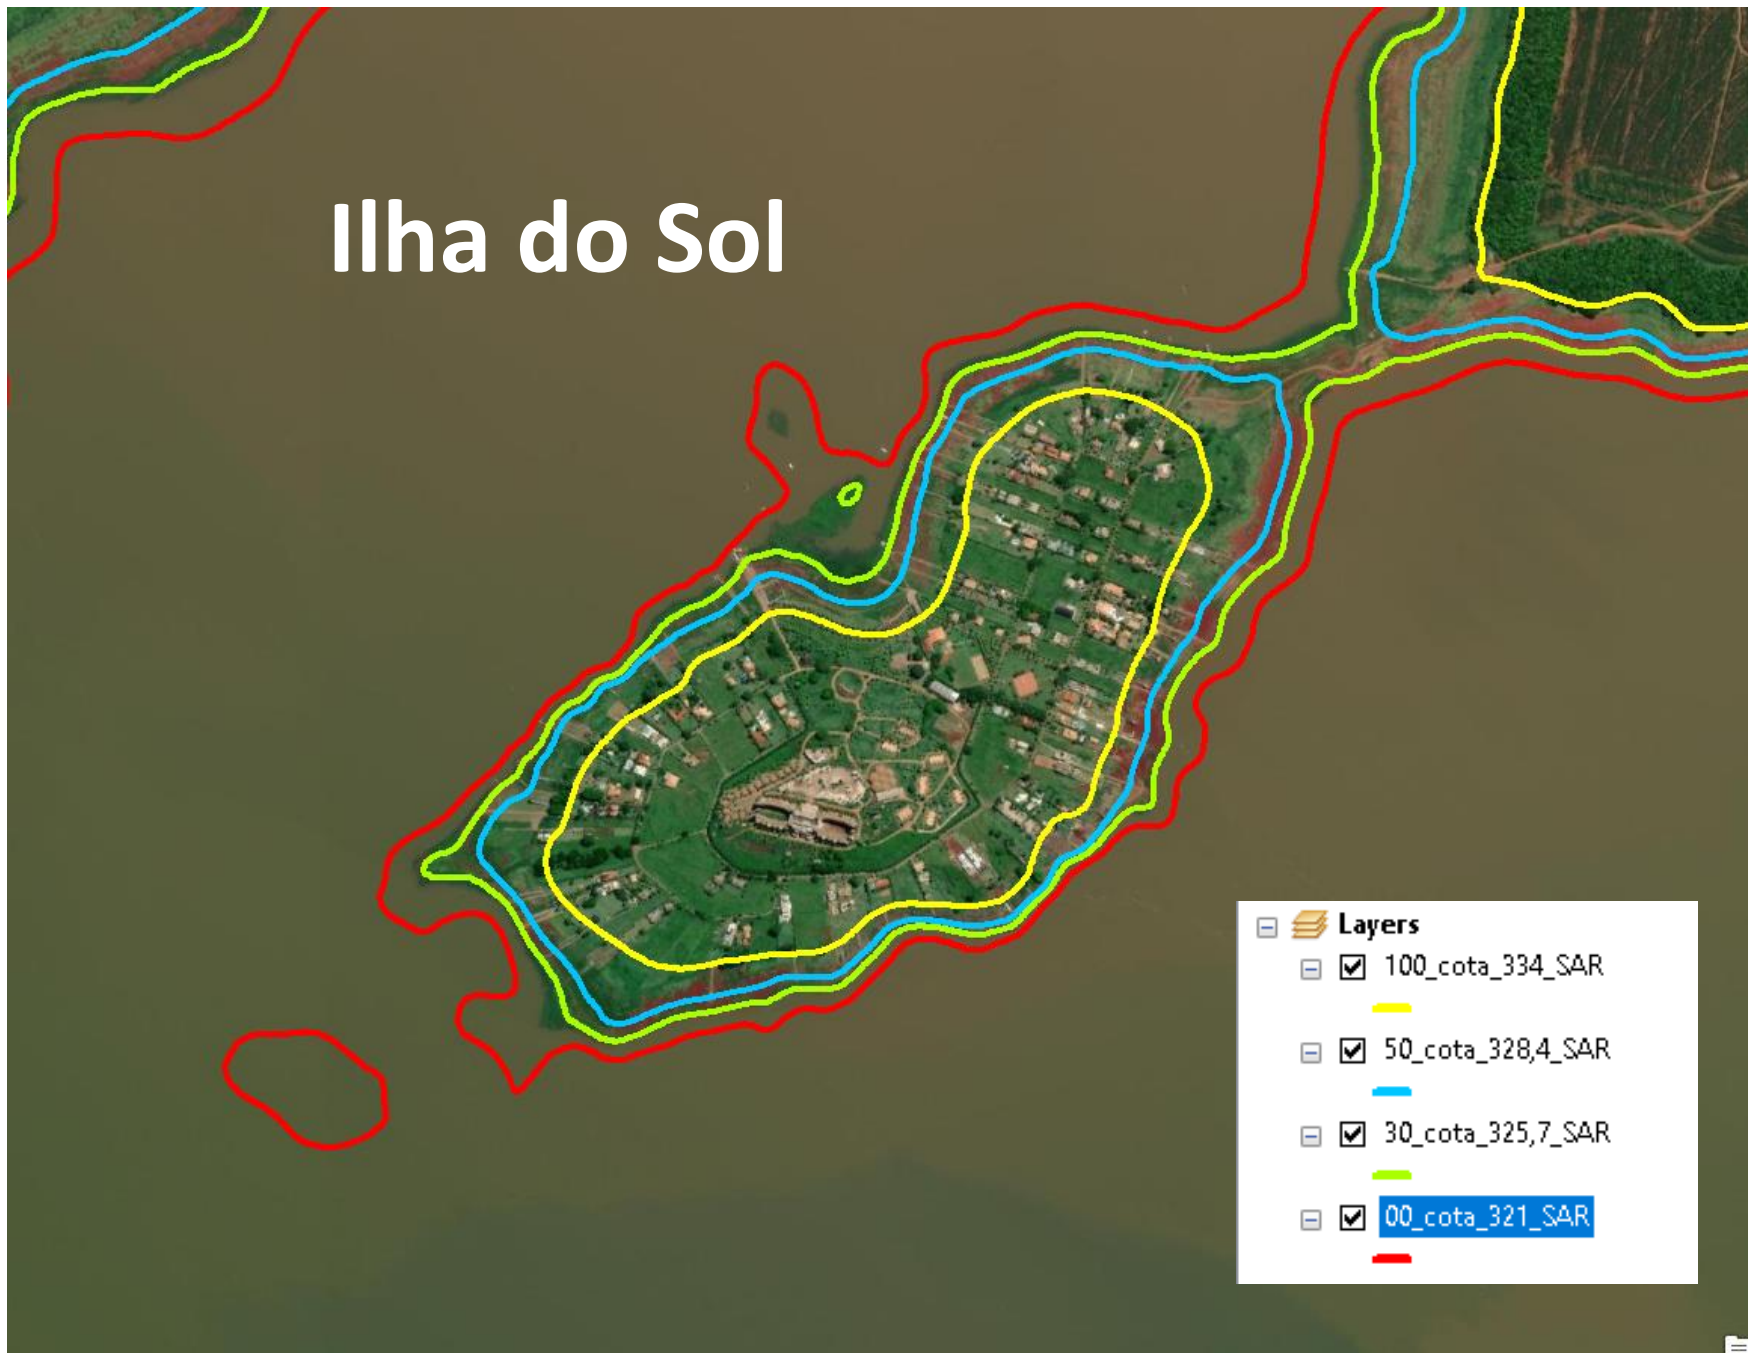 Ilha do Sol
Layers
100_cota_334_SAR
50_cota_328,4_SAR
30_cota_325,7_SAR
00_cota_321_SAR